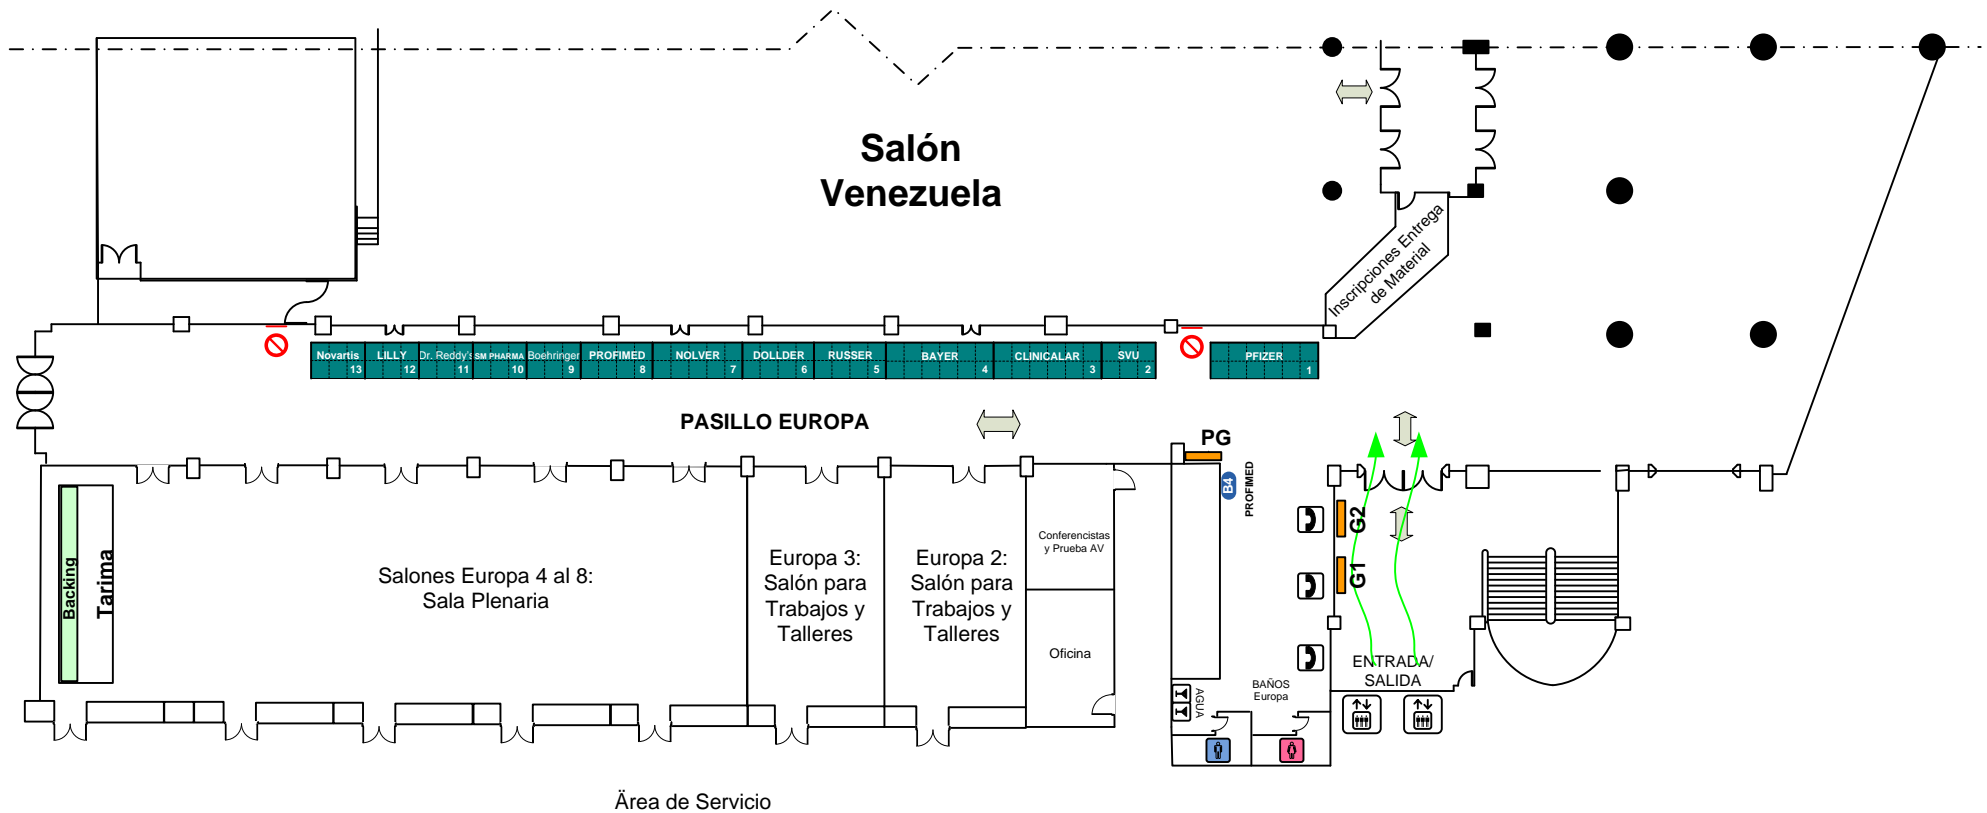 Salón
Venezuela
Inscripciones Entrega
de Material
Novartis
13
LILLY
12
Dr. Reddy's
11
SM PHARMA
10
Boehringer
9
PROFIMED
8
NOLVER
7
DOLLDER
6
RUSSER
5
BAYER
4
CLINICALAR
3
SVU
2
PFIZER
1
PASILLO EUROPA
PG
B4
PROFIMED
G2
G1
Backing
Tarima
Salones Europa 4 al 8:
Sala Plenaria
Europa 3:
Salón para
Trabajos y
Talleres
Europa 2:
Salón para
Trabajos y
Talleres
Conferencistas
y Prueba AV
Oficina
AGUA
BAÑOS
Europa
ENTRADA/
SALIDA
Ärea de Servicio